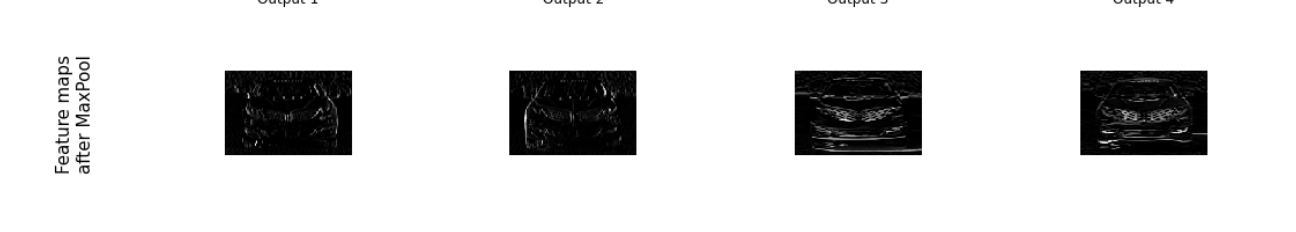 Output 1
Output 2
Output 3
Output 4
Feature maps
after MaxPool